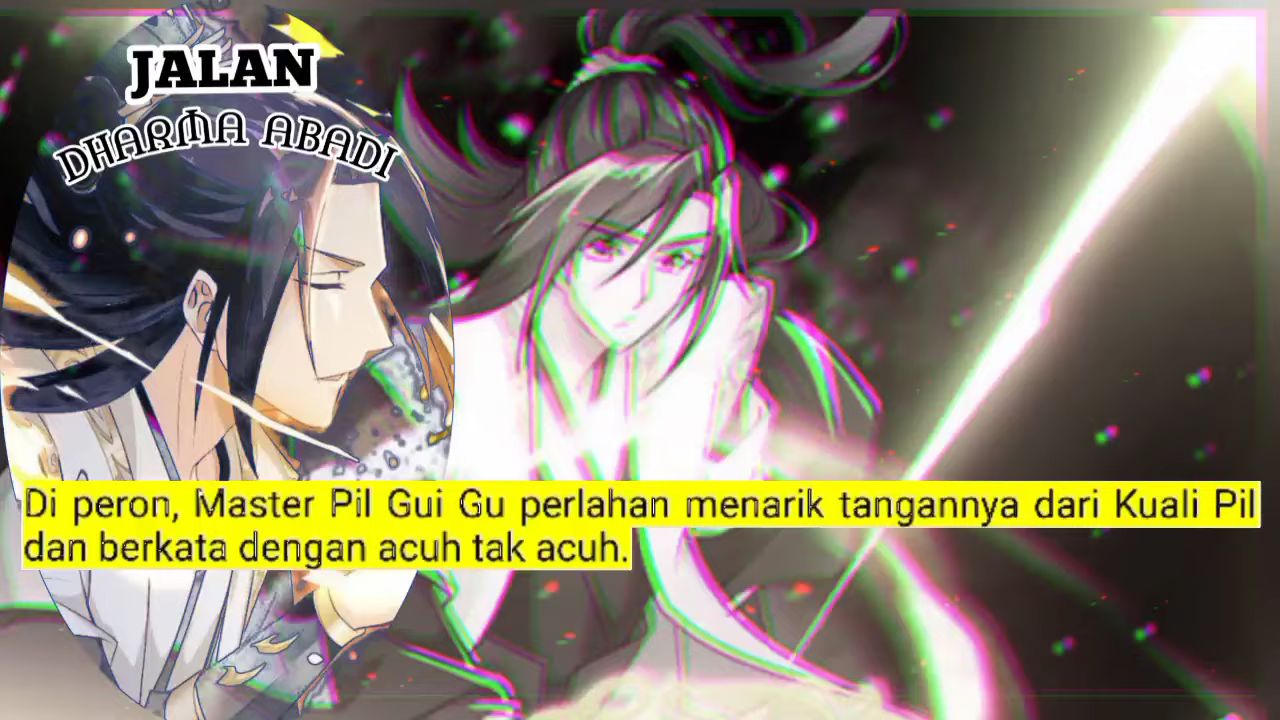 JALAN
DHARMA ABADI
Di peron, Master Pil Gui Gu perlahan menarik tangannya dari Kuali Pil
dan berkata dengan acuh tak acuh.